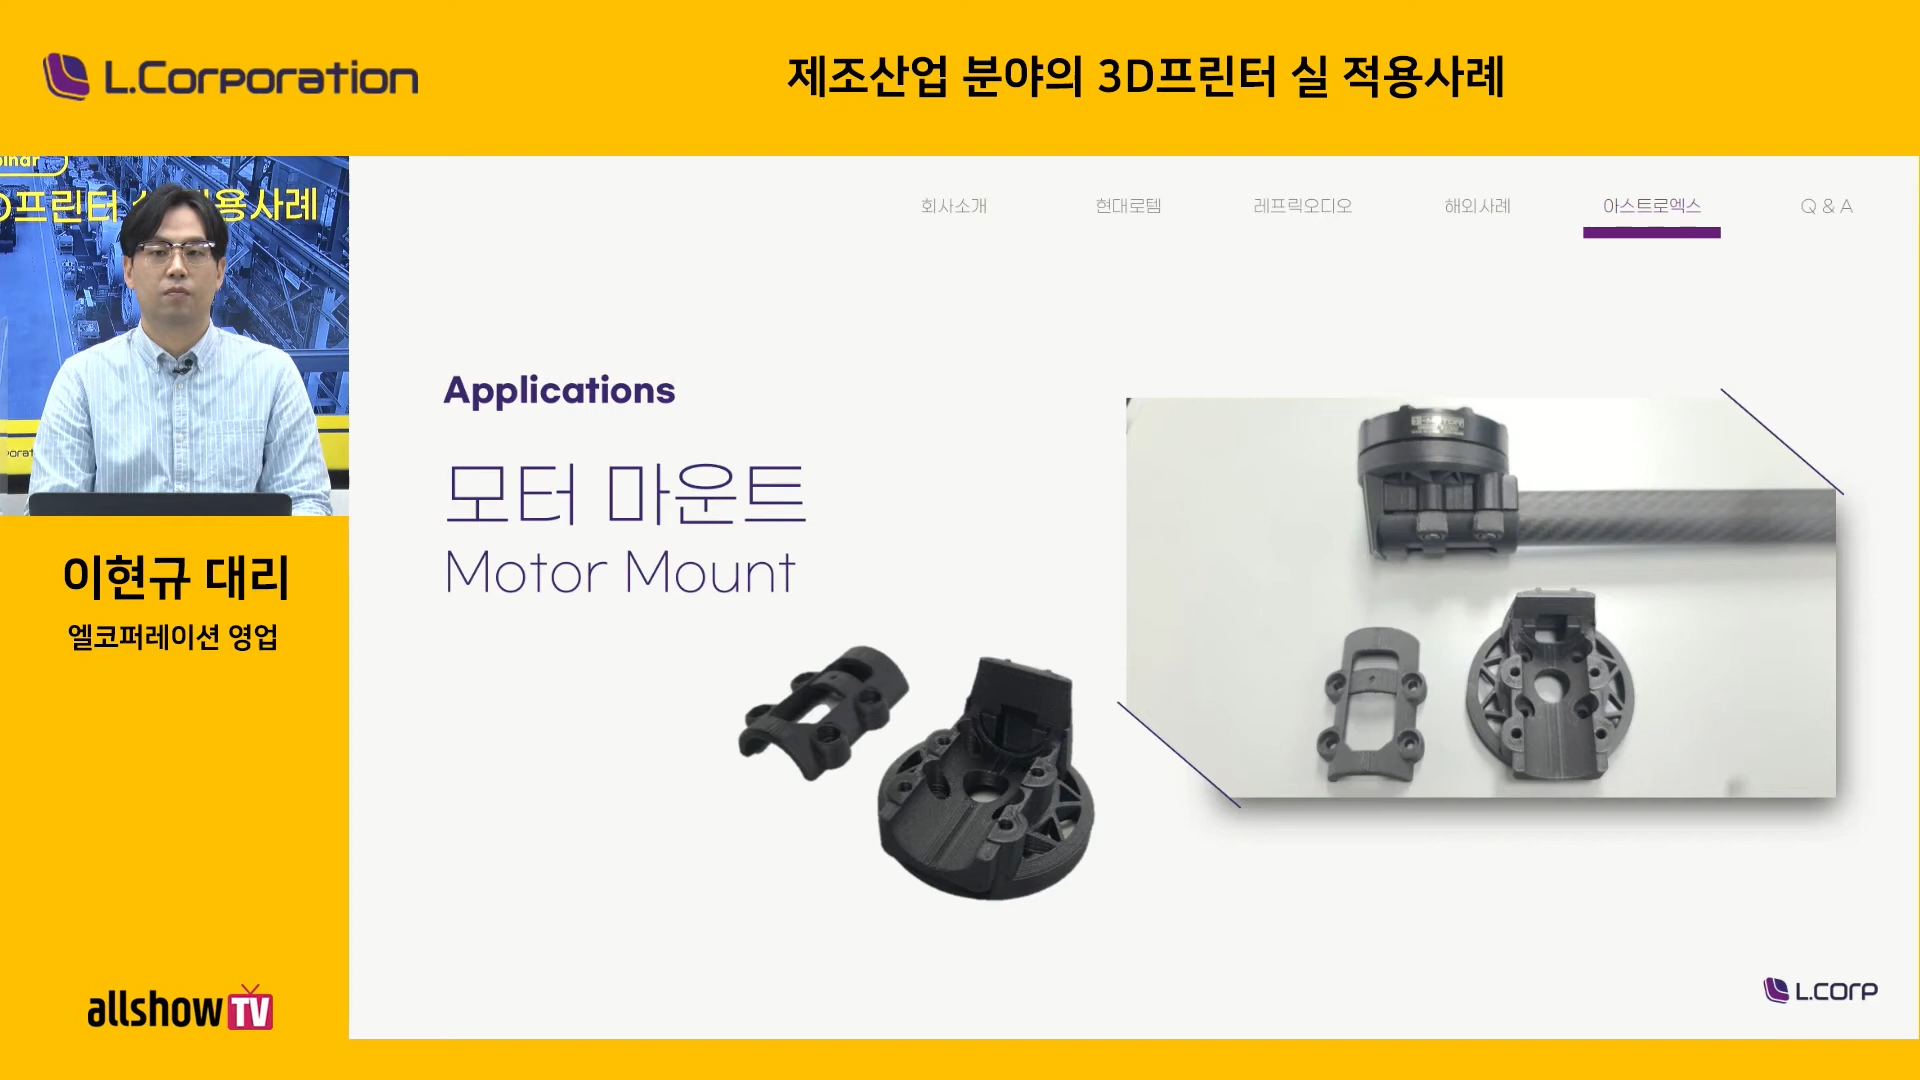 L.Corporation
제조산업 분야의 3D프린터 실 적용사례
회사소개
현대로템
레프릭오디오
해외사례
아스트로엑스
Q & A
Applications
모터 마운트
Motor Mount
이현규 대리
엘코퍼레이션 영업
allshowTV
L.CORP